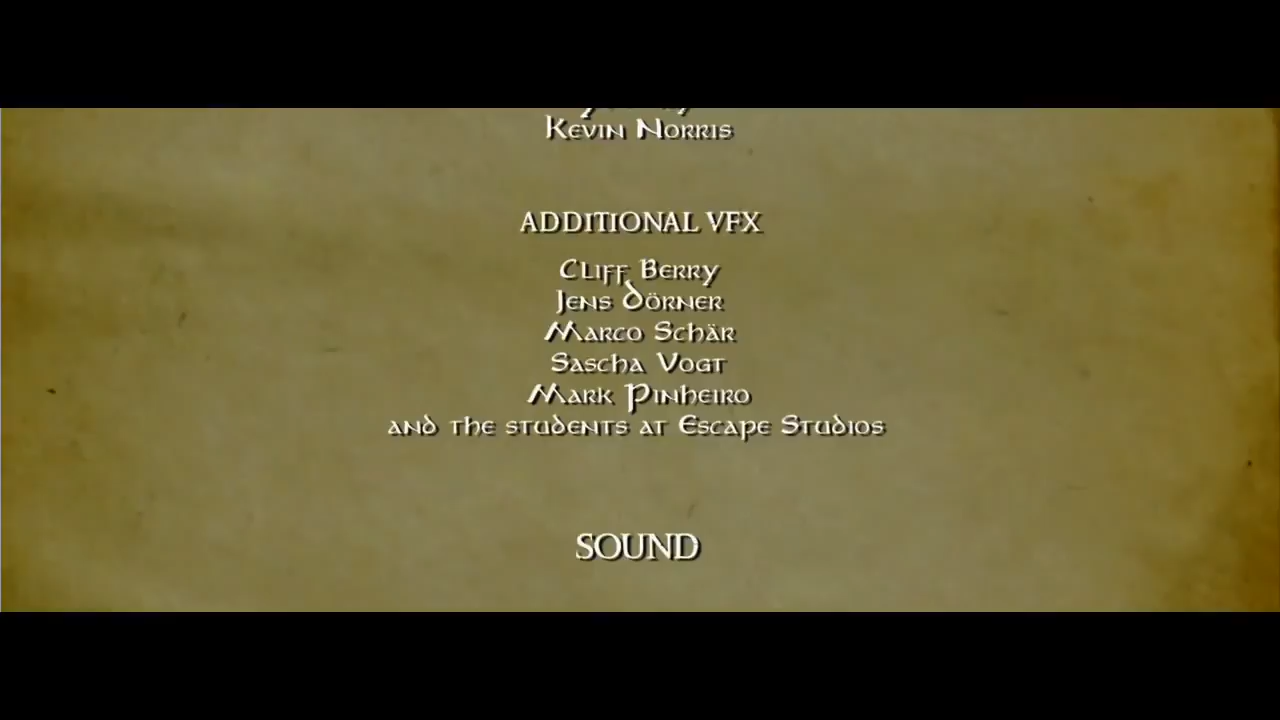 Kevin Norris
ADDITIONAL VFX
Cliff Berry
Jens Dörner
Marco Schär
Sascha Vogt
Mark Pinheiro
and the students at Escape Studios
SOUND